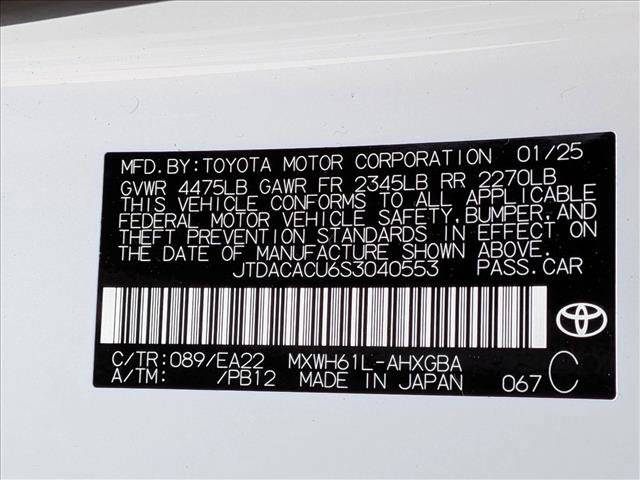 MFD. BY: TOYOTA MOTOR CORPORATION 01/25
GVWR 4475LB GAWR FR 2345LB RR 2270LB
THIS VEHICLE CONFORMS TO ALL APPLICABLE
FEDERAL MOTOR VEHICLE SAFETY, BUMPER, AND
THEFT PREVENTION STANDARDS IN EFFECT ON
THE DATE OF MANUFACTURE SHOWN ABOVE.
JTDACACU6S3040553 PASS. CAR
C/TR: 089/EA22 MXWH61L-AHXGBA
A/TM: /PB12 MADE IN JAPAN 067 C